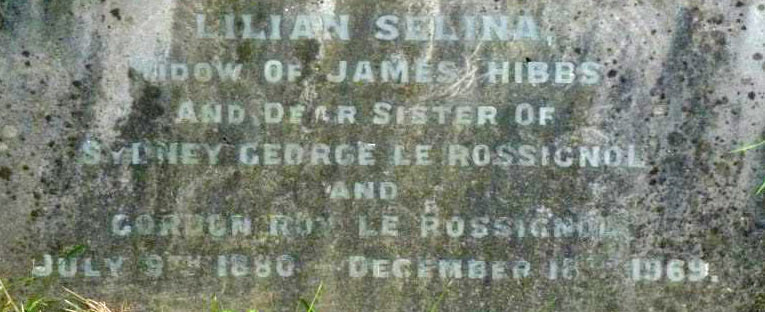 LILIAN SELINA,
WIDOW OF JAMES HIBBS
AND DEAR SISTER OF
SYDNEY GEORGE LE ROSSIGNOL
AND
GORDON ROY LE ROSSIGNOL,
JULY 9TH 1880 - DECEMBER 1969.